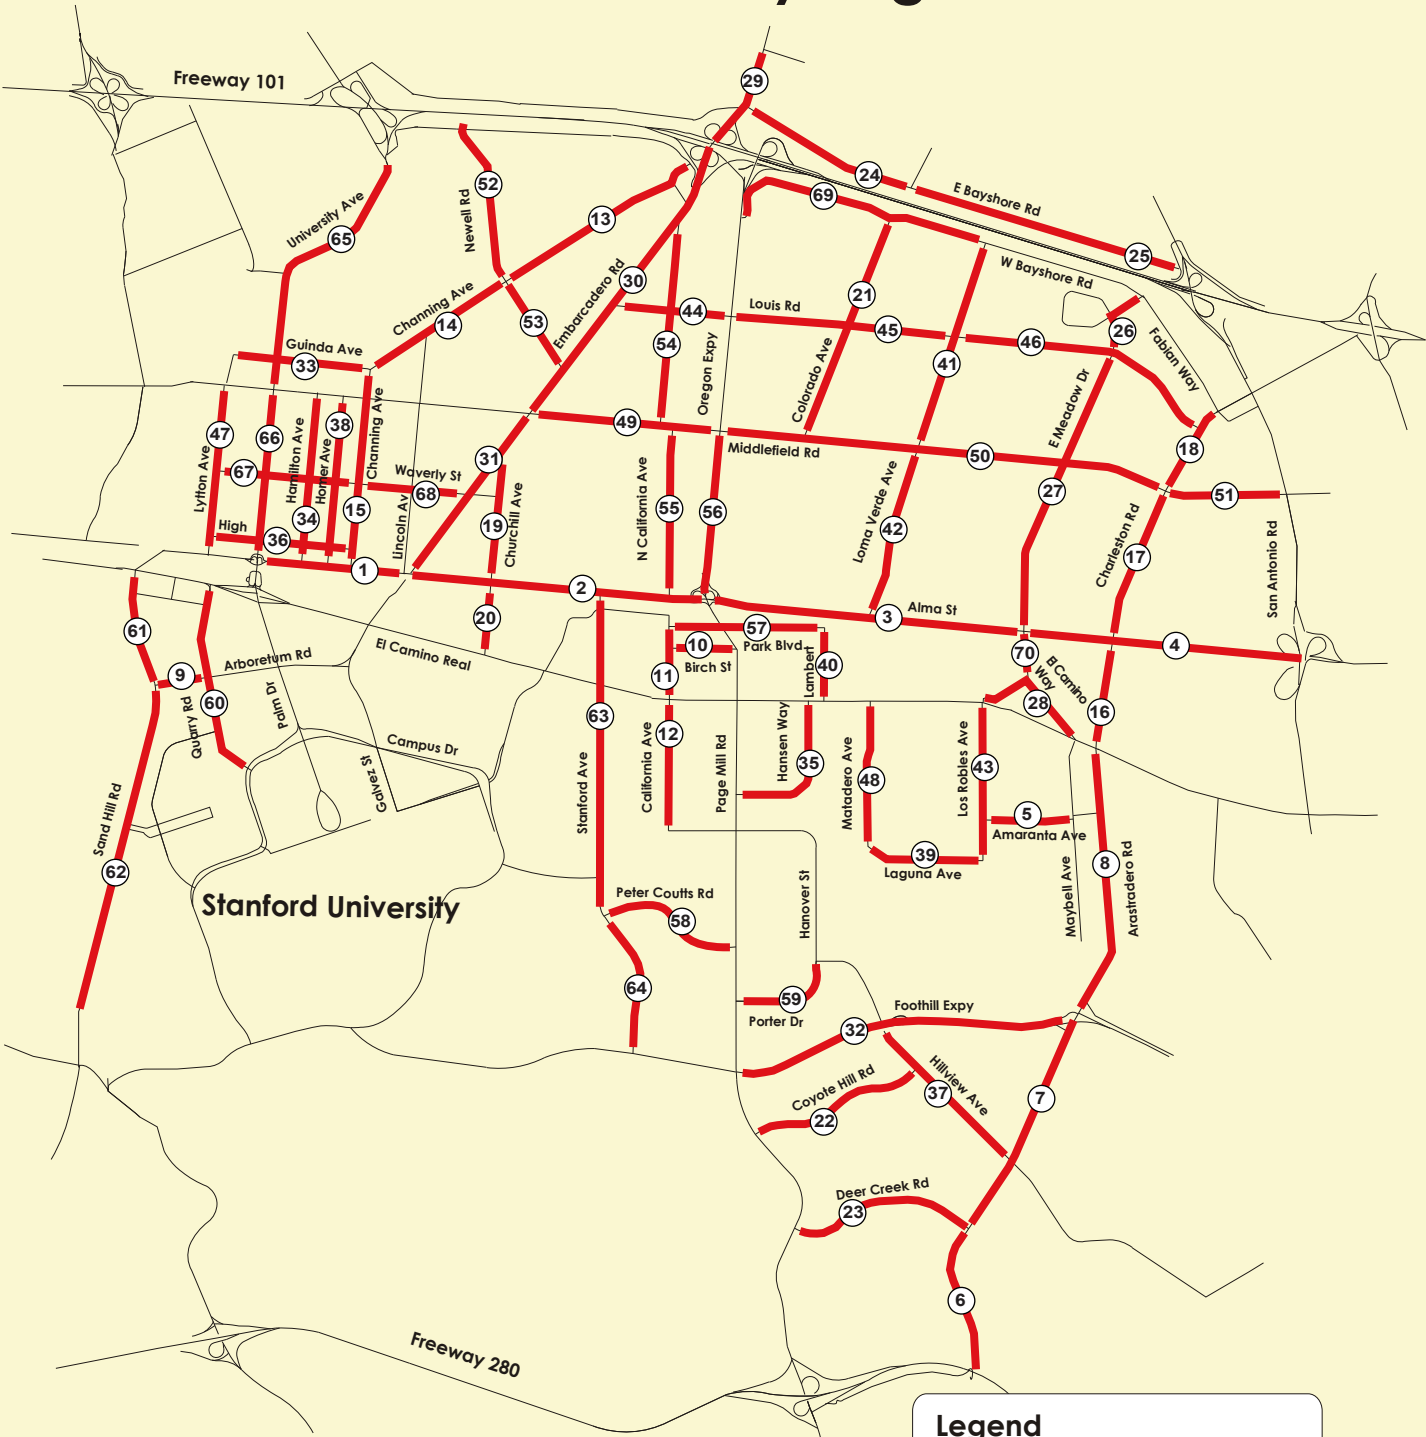 29
Freeway 101
24
52
69
E Bayshore Rd
University Ave
Newell Rd
13
65
25
W Bayshore Rd
30
21
Channing Ave
Embarcadero Rd
44
Louis Rd
14
53
45
26
54
46
Fabian Way
Guinda Ave
33
Oregon Expy
Colorado Ave
41
E Meadow Dr
47
66
Hamilton Ave
38
Homer Ave
Channing Ave
49
Middlefield Rd
50
18
31
Lytton Ave
67
Waverly St
68
27
51
34
15
Lincoln Av
19
Churchill Ave
N California Ave
55
56
Loma Verde Ave
42
Charleston Rd
17
San Antonio Rd
High
36
1
2
3
Alma St
4
61
20
57
Park Blvd
El Camino Real
10
Birch St
11
Lambert
40
70
El Camino
Way
9
Arboretum Rd
60
Quarry Rd
Palm Dr
63
28
16
Campus Dr
Galvez St
12
California Ave
Page Mill Rd
Hansen Way
35
Matadero Ave
48
Los Robles Ave
43
Stanford Ave
Sand Hill Rd
5
Amaranta Ave
62
39
Laguna Ave
8
Maybell Ave
Arastradero Rd
Stanford University
Peter Coutts Rd
58
Hanover St
64
59
Porter Dr
Foothill Expy
32
Coyote Hill Rd
22
Hillview Ave
37
7
Deer Creek Rd
23
6
Freeway 280
Legend